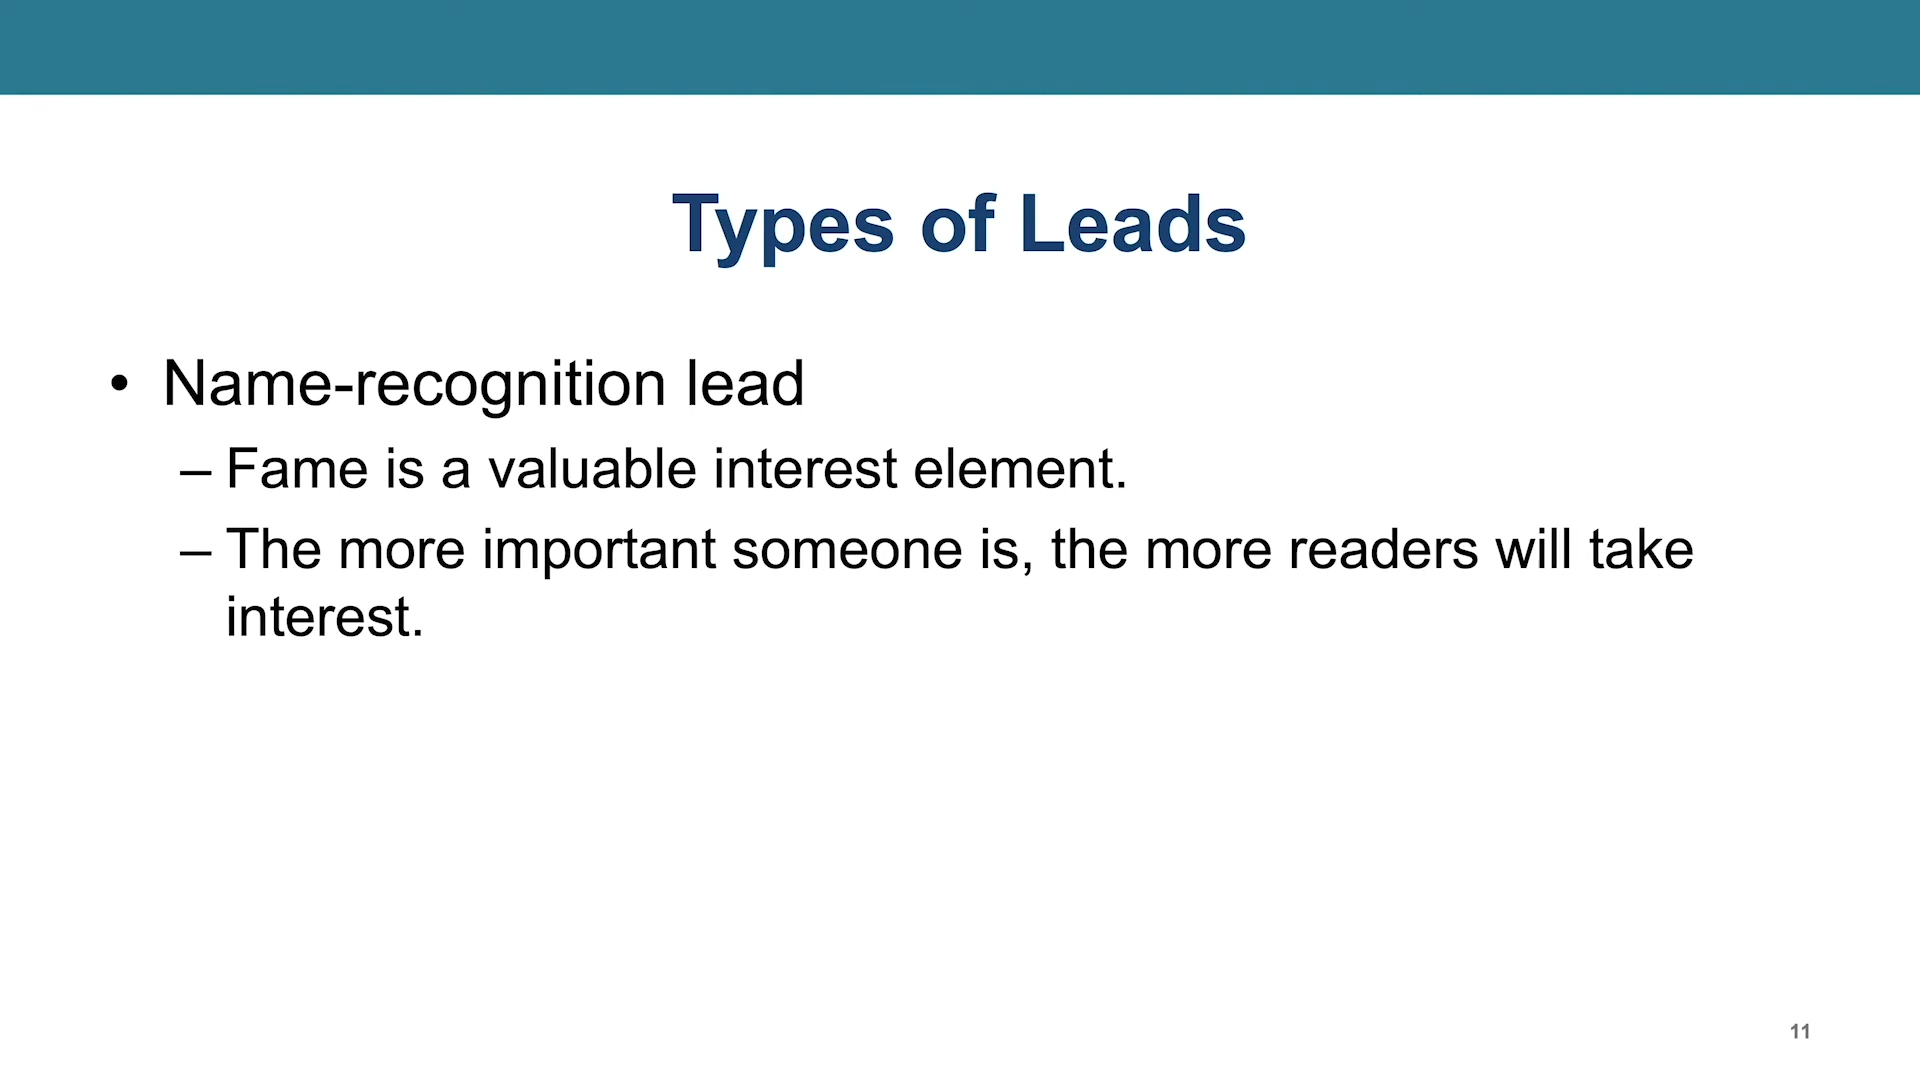 Types of Leads
• Name-recognition lead
– Fame is a valuable interest element.
– The more important someone is, the more readers will take
interest.
11